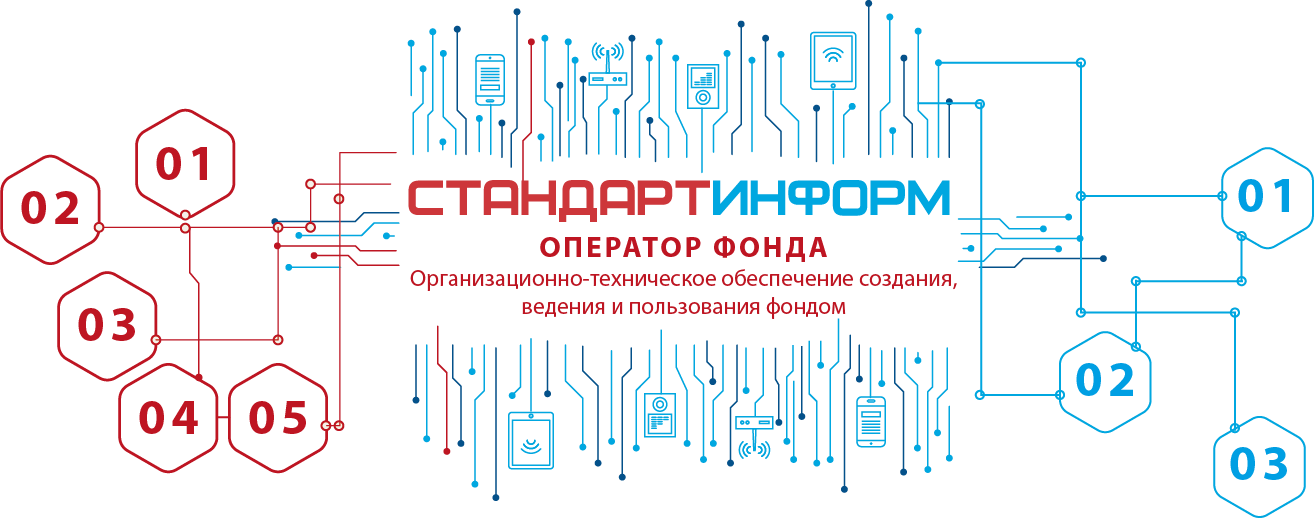 01
02
03
04
05
СТАНДАРТИНФОРМ
ОПЕРАТОР ФОНДА
Организационно-техническое обеспечение создания,
ведения и пользования фондом
01
02
03